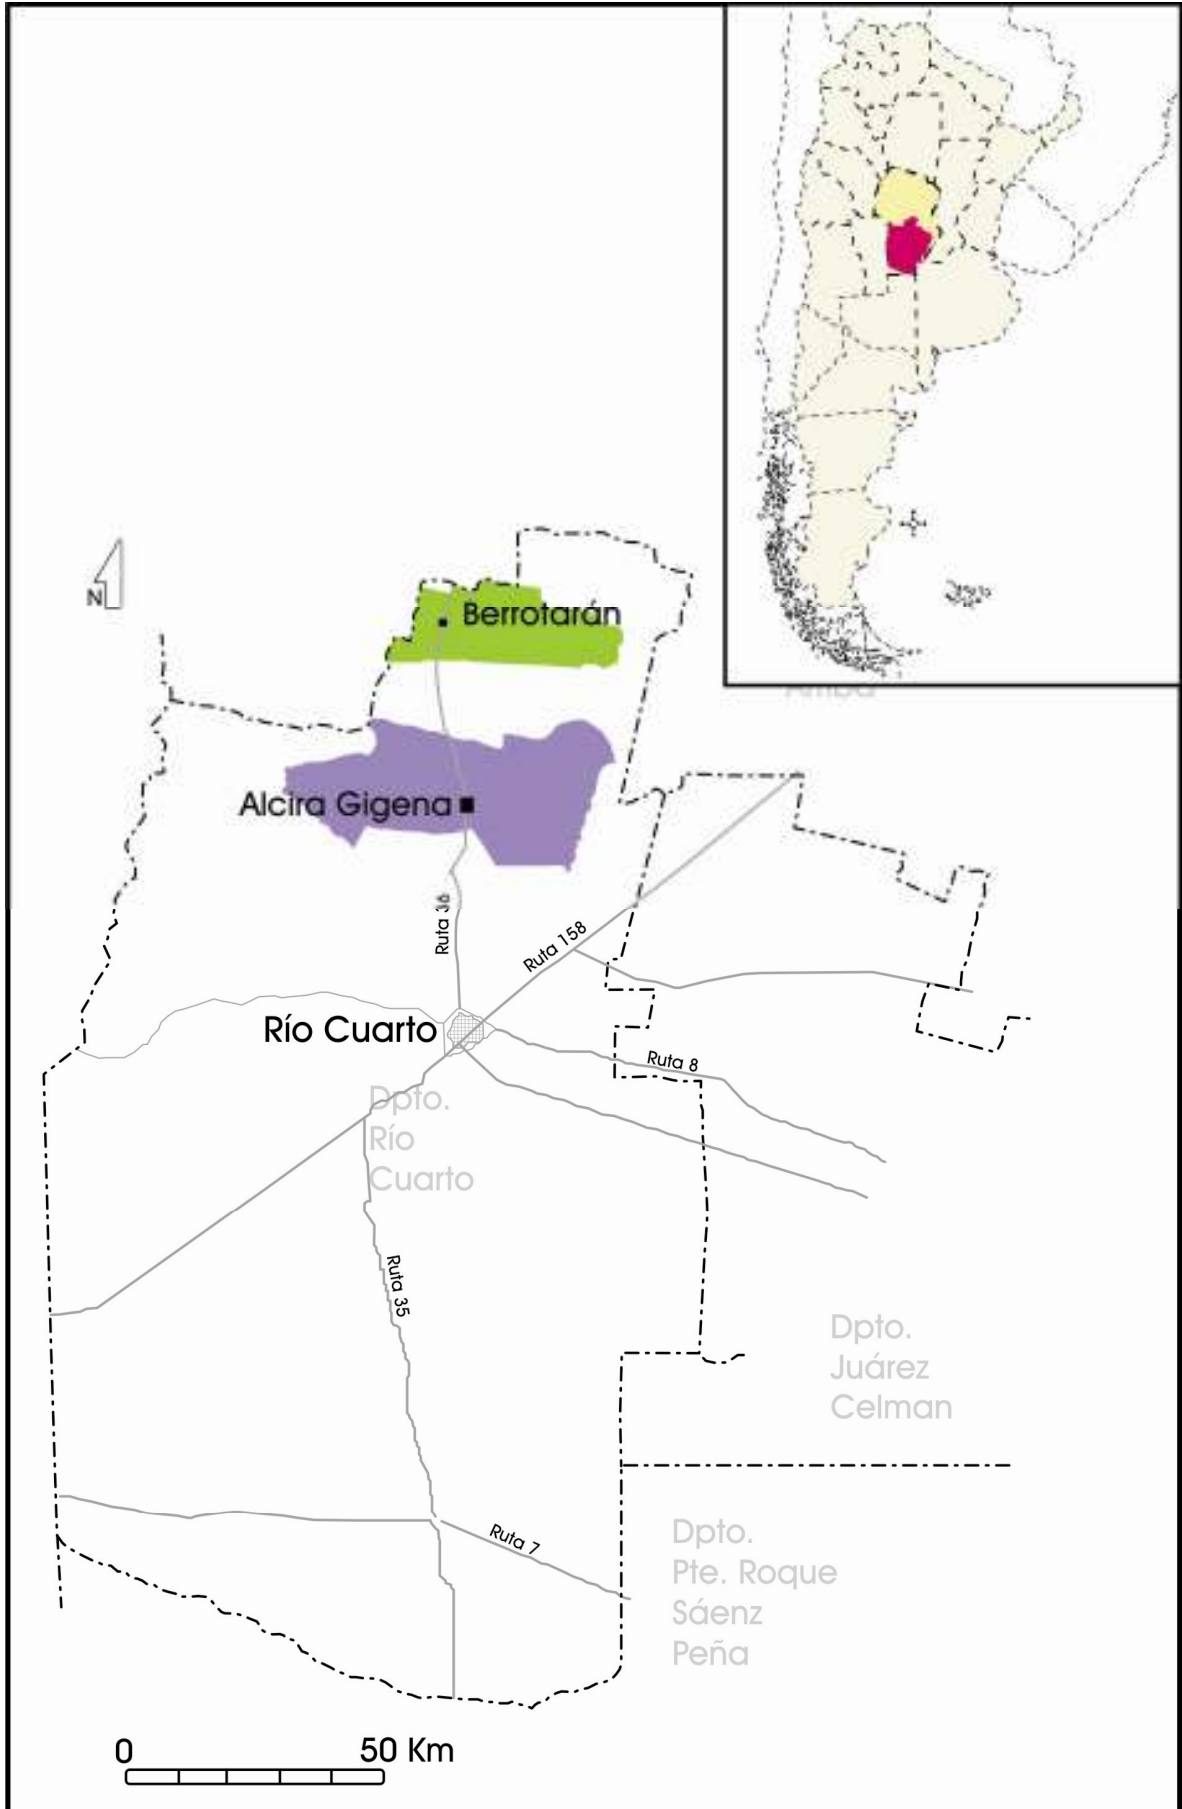 Arriba
N
Berrotarán
Alcira Gigena
Ruta 36
Ruta 158
Río Cuarto
Ruta 8
Dpto.
Río
Cuarto
Ruta 35
Dpto.
Juárez
Celman
Ruta 7
Dpto.
Pte. Roque
Sáenz
Peña
0 50 Km